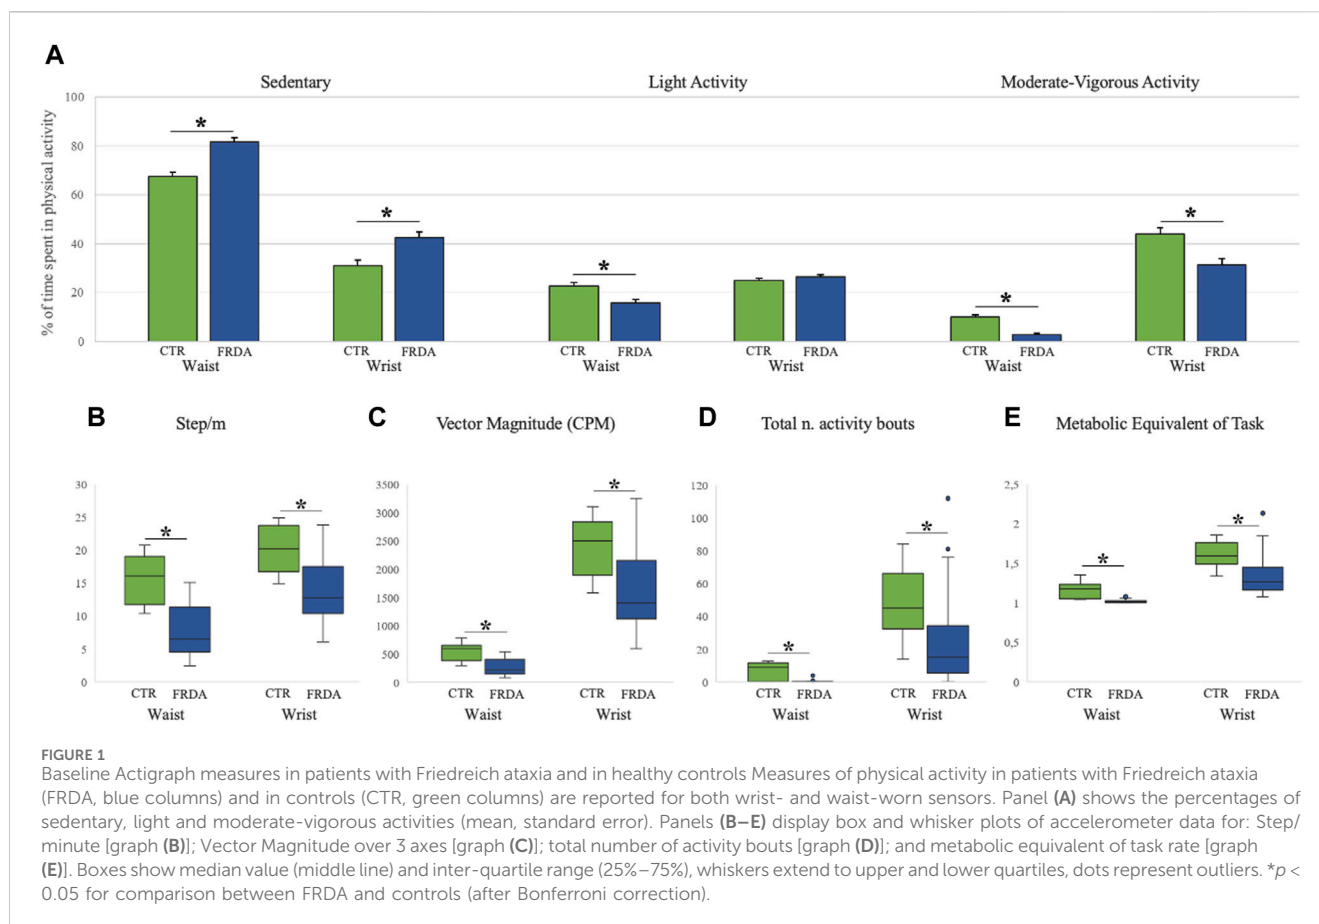 A
Sedentary
Light Activity
Moderate-Vigorous Activity
% of time spent in physical activity
100
80
60
40
20
0
*
*
*
*
*
CTR FRDA CTR FRDA CTR FRDA CTR FRDA CTR FRDA CTR FRDA
Waist Wrist Waist Wrist Waist Wrist
B
Step/m
30
25
20
15
10
5
0
*
*
CTR FRDA CTR FRDA
Waist Wrist
C
Vector Magnitude (CPM)
3500
3000
2500
2000
1500
1000
500
0
*
*
CTR FRDA CTR FRDA
Waist Wrist
D
Total n. activity bouts
120
100
80
60
40
20
0
*
*
CTR FRDA CTR FRDA
Waist Wrist
E
Metabolic Equivalent of Task
2,5
2
1,5
1
0,5
0
*
*
CTR FRDA CTR FRDA
Waist Wrist
FIGURE 1
Baseline Actigraph measures in patients with Friedreich ataxia and in healthy controls Measures of physical activity in patients with Friedreich ataxia
(FRDA, blue columns) and in controls (CTR, green columns) are reported for both wrist- and waist-worn sensors. Panel (A) shows the percentages of
sedentary, light and moderate-vigorous activities (mean, standard error). Panels (B–E) display box and whisker plots of accelerometer data for: Step/
minute [graph (B)]; Vector Magnitude over 3 axes [graph (C)]; total number of activity bouts [graph (D)]; and metabolic equivalent of task rate [graph
(E)]. Boxes show median value (middle line) and inter-quartile range (25%–75%), whiskers extend to upper and lower quartiles, dots represent outliers. *p <
0.05 for comparison between FRDA and controls (after Bonferroni correction).